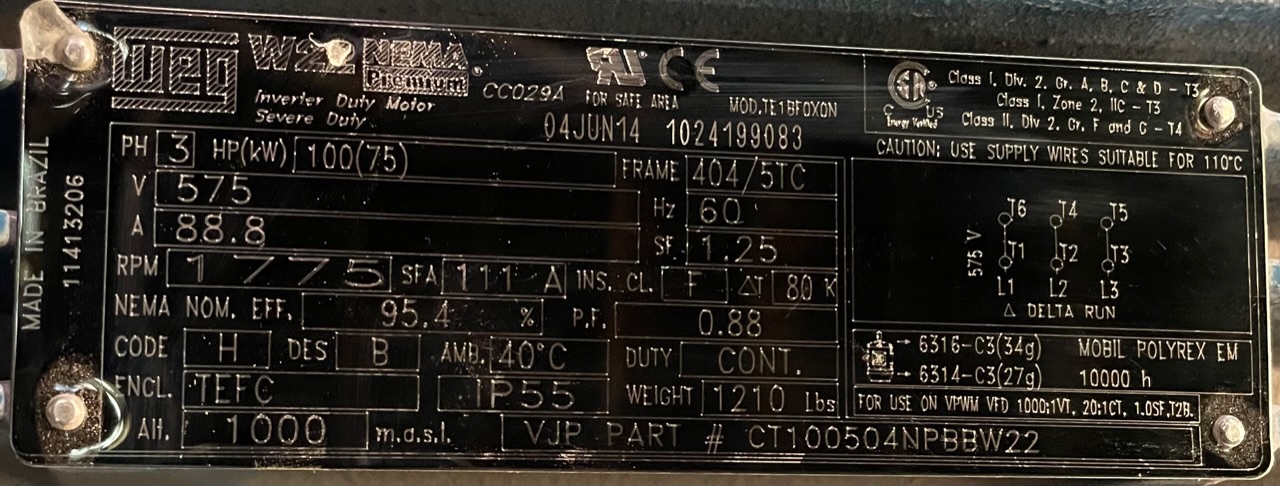 WEG W22 NEMA Premium
Inverter Duty Motor
Severe Duty
CC029A
FOR SAFE AREA
CE
MOD.TE1BF0X0N
04JUN14 1024199083
MADE IN BRAZIL
11413206
PH 3 HP(kW) 100(75)
FRAME 404/5TC
V 575
Hz 60
A 88.8
SF. 1.25
RPM 1775 SFA 111 A INS. CL. F ΔT 80 K
NEMA NOM. EFF. 95.4 % P.F. 0.88
CODE H DES B AMB. 40°C DUTY CONT.
ENCL. TEFC IP55 WEIGHT 1210 Lbs
Alt. 1000 m.a.s.l. VJP PART # CT100504NPBBW22
C US
Energy Verified
Class I, Div. 2, Gr. A, B, C & D - T3
Class I, Zone 2, IIC - T3
Class II, Div 2, Gr. F and G - T4
CAUTION: USE SUPPLY WIRES SUITABLE FOR 110°C
575 V
T6 T4 T5
T1 T2 T3
L1 L2 L3
Δ DELTA RUN
6316-C3(34g) MOBIL POLYREX EM
6314-C3(27g) 10000 h
FOR USE ON VPWM VFD 1000:1VT, 20:1CT, 1.0SF,T2B.